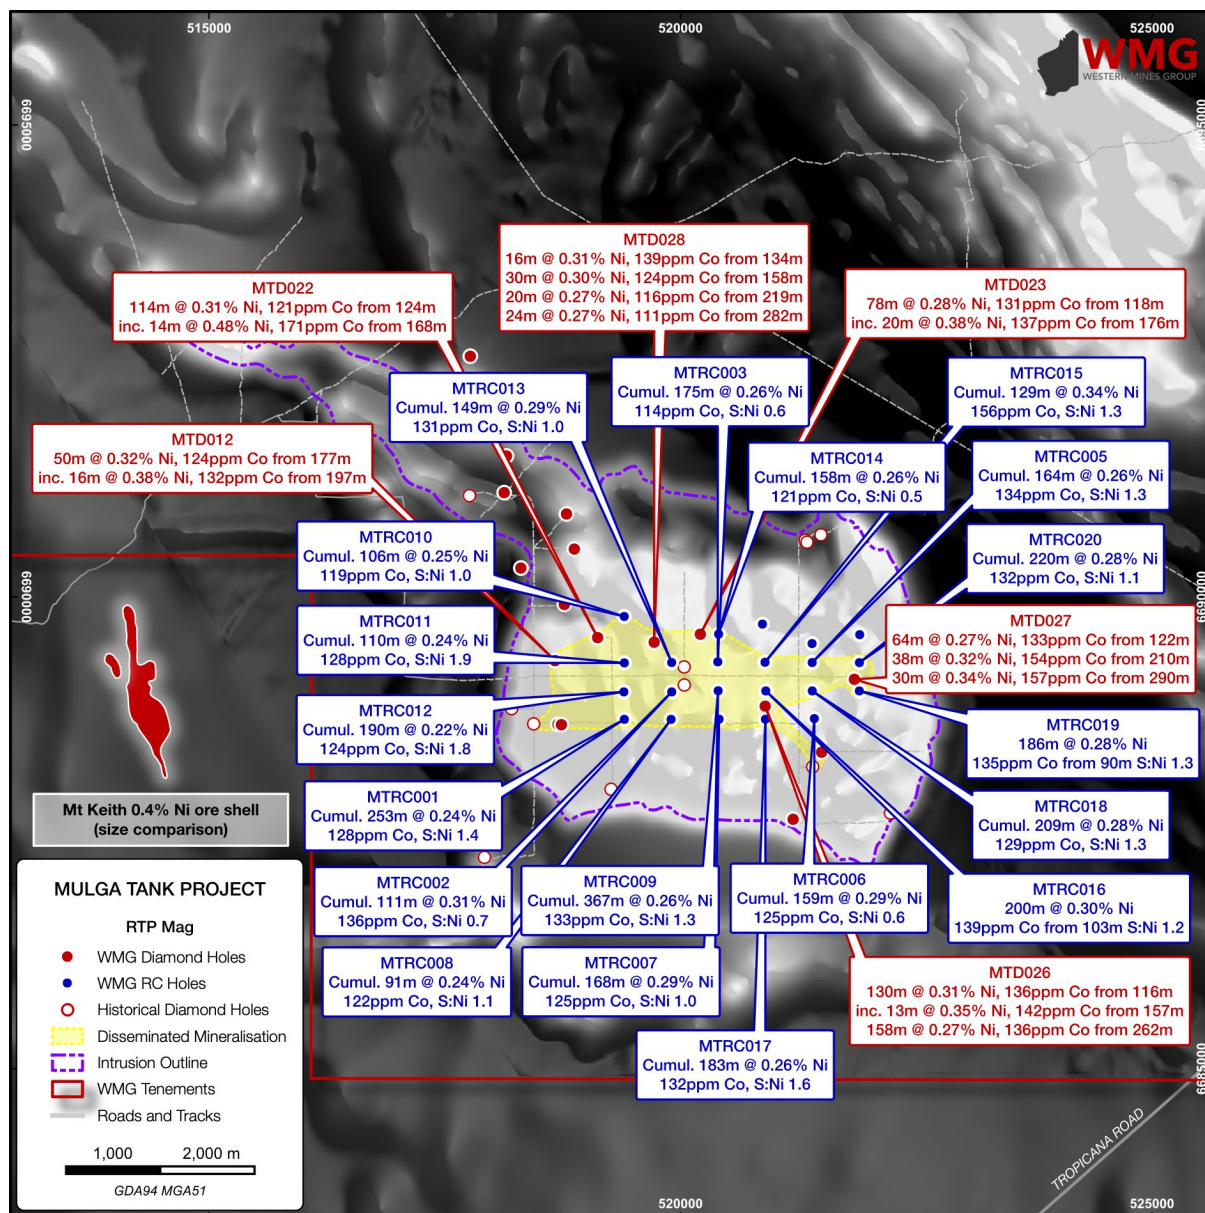 515000
520000
525000
WMG
WESTERN MINES GROUP
6695000
6695000
MTD028
16m @ 0.31% Ni, 139ppm Co from 134m
30m @ 0.30% Ni, 124ppm Co from 158m
20m @ 0.27% Ni, 116ppm Co from 219m
24m @ 0.27% Ni, 111ppm Co from 282m
MTD022
114m @ 0.31% Ni, 121ppm Co from 124m
inc. 14m @ 0.48% Ni, 171ppm Co from 168m
MTD023
78m @ 0.28% Ni, 131ppm Co from 118m
inc. 20m @ 0.38% Ni, 137ppm Co from 176m
MTRC013
Cumul. 149m @ 0.29% Ni
131ppm Co, S:Ni 1.0
MTRC003
Cumul. 175m @ 0.26% Ni
114ppm Co, S:Ni 0.6
MTRC015
Cumul. 129m @ 0.34% Ni
156ppm Co, S:Ni 1.3
MTD012
50m @ 0.32% Ni, 124ppm Co from 177m
inc. 16m @ 0.38% Ni, 132ppm Co from 197m
MTRC014
Cumul. 158m @ 0.26% Ni
121ppm Co, S:Ni 0.5
MTRC005
Cumul. 164m @ 0.26% Ni
134ppm Co, S:Ni 1.3
MTRC010
Cumul. 106m @ 0.25% Ni
119ppm Co, S:Ni 1.0
MTRC020
Cumul. 220m @ 0.28% Ni
132ppm Co, S:Ni 1.1
6690000
6690000
MTRC011
Cumul. 110m @ 0.24% Ni
128ppm Co, S:Ni 1.9
MTD027
64m @ 0.27% Ni, 133ppm Co from 122m
38m @ 0.32% Ni, 154ppm Co from 210m
30m @ 0.34% Ni, 157ppm Co from 290m
MTRC012
Cumul. 190m @ 0.22% Ni
124ppm Co, S:Ni 1.8
MTRC019
186m @ 0.28% Ni
135ppm Co from 90m S:Ni 1.3
MTRC001
Cumul. 253m @ 0.24% Ni
128ppm Co, S:Ni 1.4
MTRC018
Cumul. 209m @ 0.28% Ni
129ppm Co, S:Ni 1.3
Mt Keith 0.4% Ni ore shell
(size comparison)
MTRC002
Cumul. 111m @ 0.31% Ni
136ppm Co, S:Ni 0.7
MTRC009
Cumul. 367m @ 0.26% Ni
133ppm Co, S:Ni 1.3
MTRC006
Cumul. 159m @ 0.29% Ni
125ppm Co, S:Ni 0.6
MTRC016
200m @ 0.30% Ni
139ppm Co from 103m S:Ni 1.2
MTRC008
Cumul. 91m @ 0.24% Ni
122ppm Co, S:Ni 1.1
MTRC007
Cumul. 168m @ 0.29% Ni
125ppm Co, S:Ni 1.0
MTD026
130m @ 0.31% Ni, 136ppm Co from 116m
inc. 13m @ 0.35% Ni, 142ppm Co from 157m
158m @ 0.27% Ni, 136ppm Co from 262m
MTRC017
Cumul. 183m @ 0.26% Ni
132ppm Co, S:Ni 1.6
6685000
MULGA TANK PROJECT
RTP Mag
WMG Diamond Holes
WMG RC Holes
Historical Diamond Holes
Disseminated Mineralisation
Intrusion Outline
WMG Tenements
Roads and Tracks
1,000 2,000 m
GDA94 MGA51
TROPICANA ROAD
520000
525000